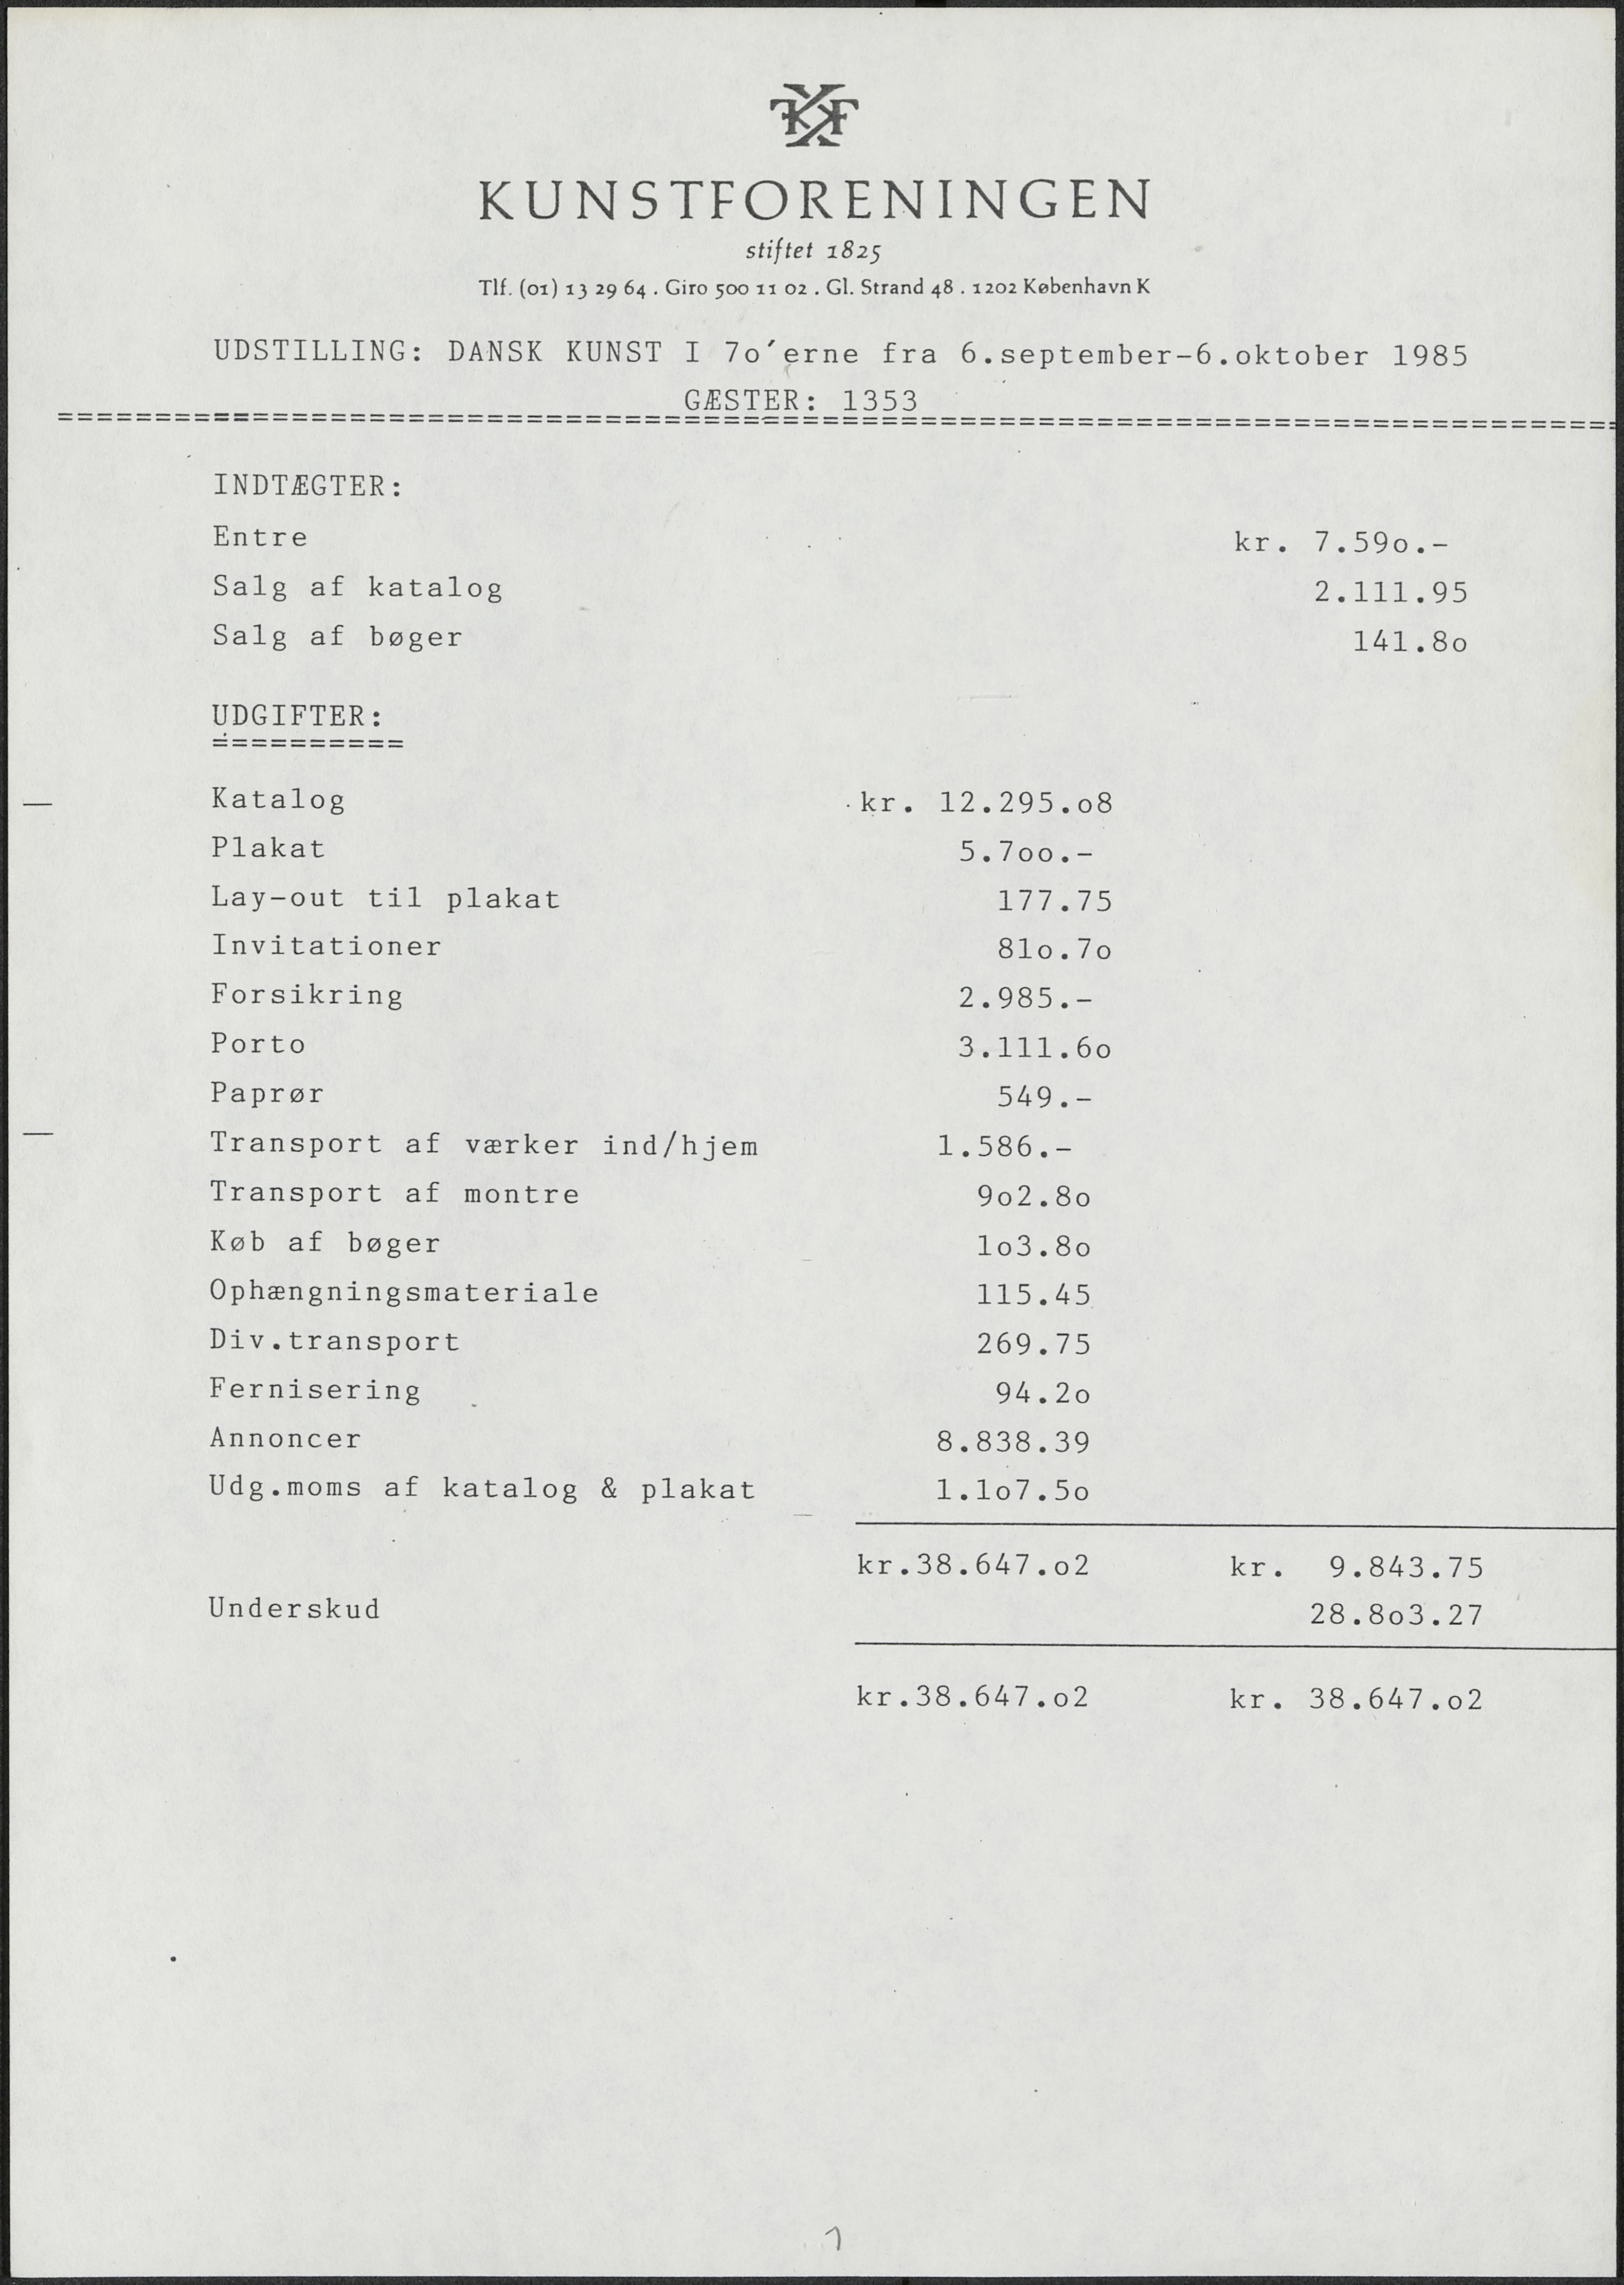 KUNSTFORENINGEN
stiftet 1825
Tlf. (01) 13 29 64 . Giro 500 11 02 . Gl. Strand 48 . 1202 København K
UDSTILLING: DANSK KUNST I 7o'erne fra 6.september-6.oktober 1985
GÆSTER: 1353
================================================================================
INDTÆGTER:
Entre kr. 7.59o.-
Salg af katalog 2.111.95
Salg af bøger 141.8o
UDGIFTER:
==========
Katalog kr. 12.295.o8
Plakat 5.7oo.-
Lay-out til plakat 177.75
Invitationer 81o.7o
Forsikring 2.985.-
Porto 3.111.6o
Paprør 549.-
Transport af værker ind/hjem 1.586.-
Transport af montre 9o2.8o
Køb af bøger 1o3.8o
Ophængningsmateriale 115.45
Div.transport 269.75
Fernisering 94.2o
Annoncer 8.838.39
Udg.moms af katalog & plakat 1.1o7.5o
kr.38.647.o2 kr. 9.843.75
Underskud 28.8o3.27
kr.38.647.o2 kr. 38.647.o2
1